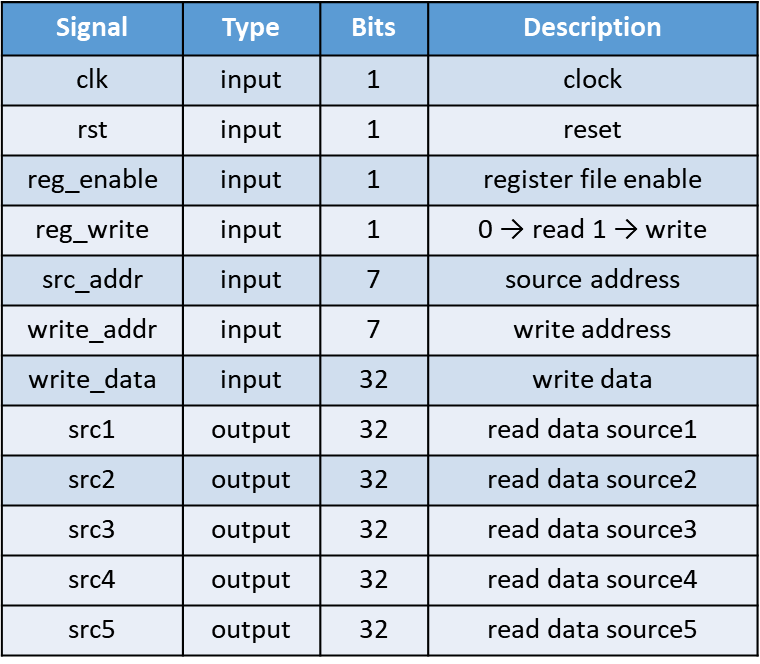 Signal Type Bits Description
clk input 1 clock
rst input 1 reset
reg_enable input 1 register file enable
reg_write input 1 0 → read 1 → write
src_addr input 7 source address
write_addr input 7 write address
write_data input 32 write data
src1 output 32 read data source1
src2 output 32 read data source2
src3 output 32 read data source3
src4 output 32 read data source4
src5 output 32 read data source5